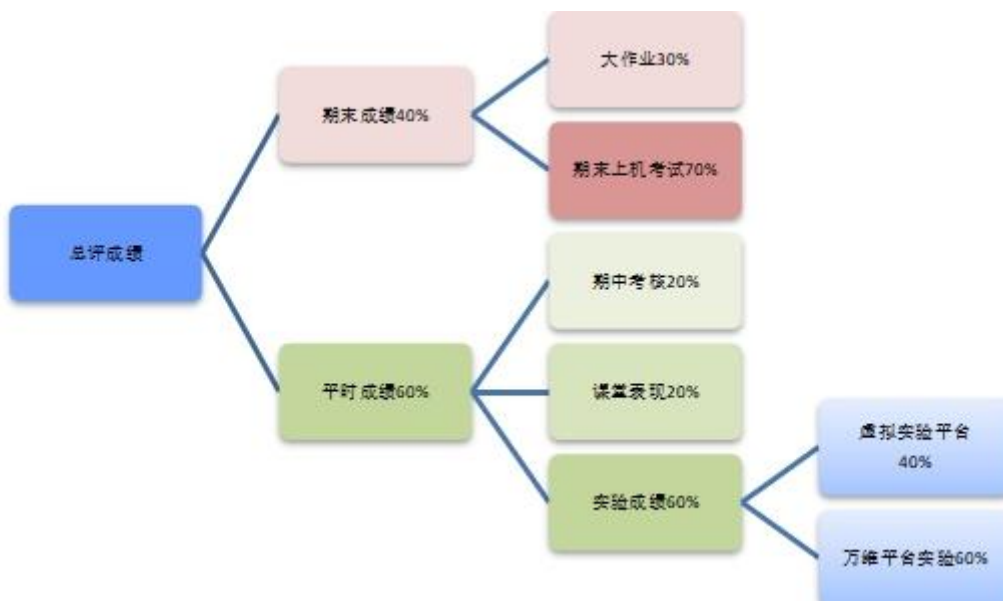 总评成绩
期末成绩40%
大作业30%
期末上机考试70%
平时成绩60%
期中考核20%
课堂表现20%
实验成绩60%
虚拟实验平台
40%
万维平台实验60%